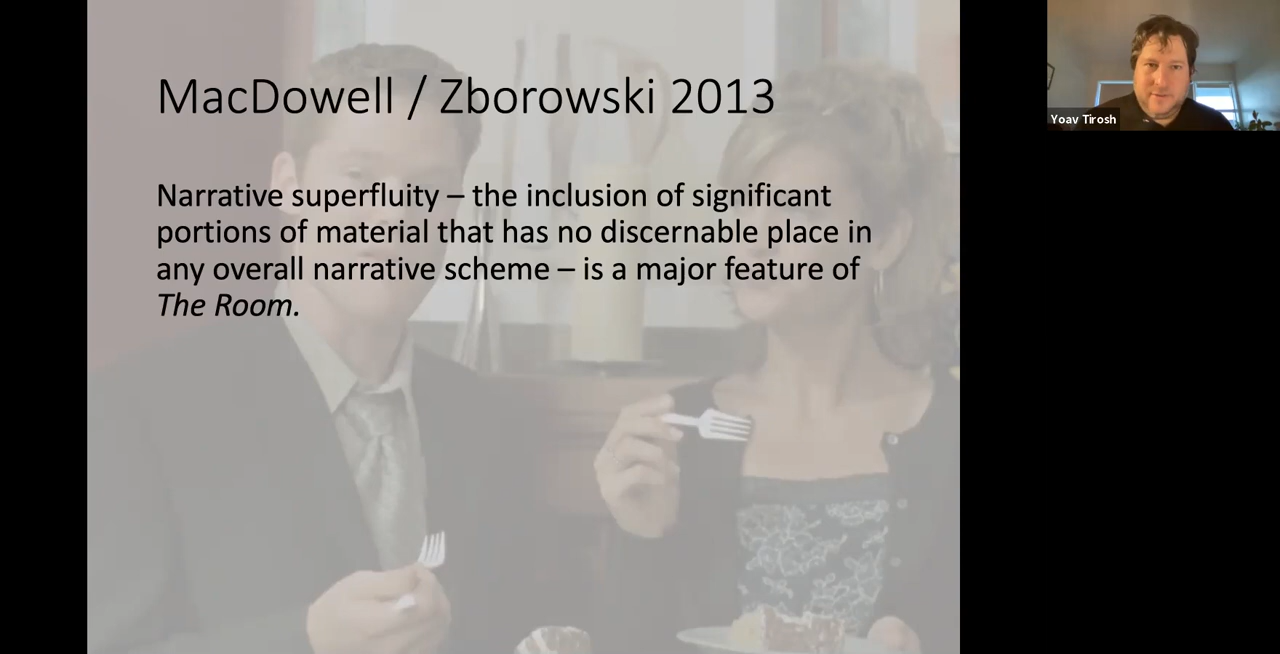 MacDowell / Zborowski 2013
Narrative superfluity – the inclusion of significant
portions of material that has no discernable place in
any overall narrative scheme – is a major feature of
The Room.
Yoav Tirosh